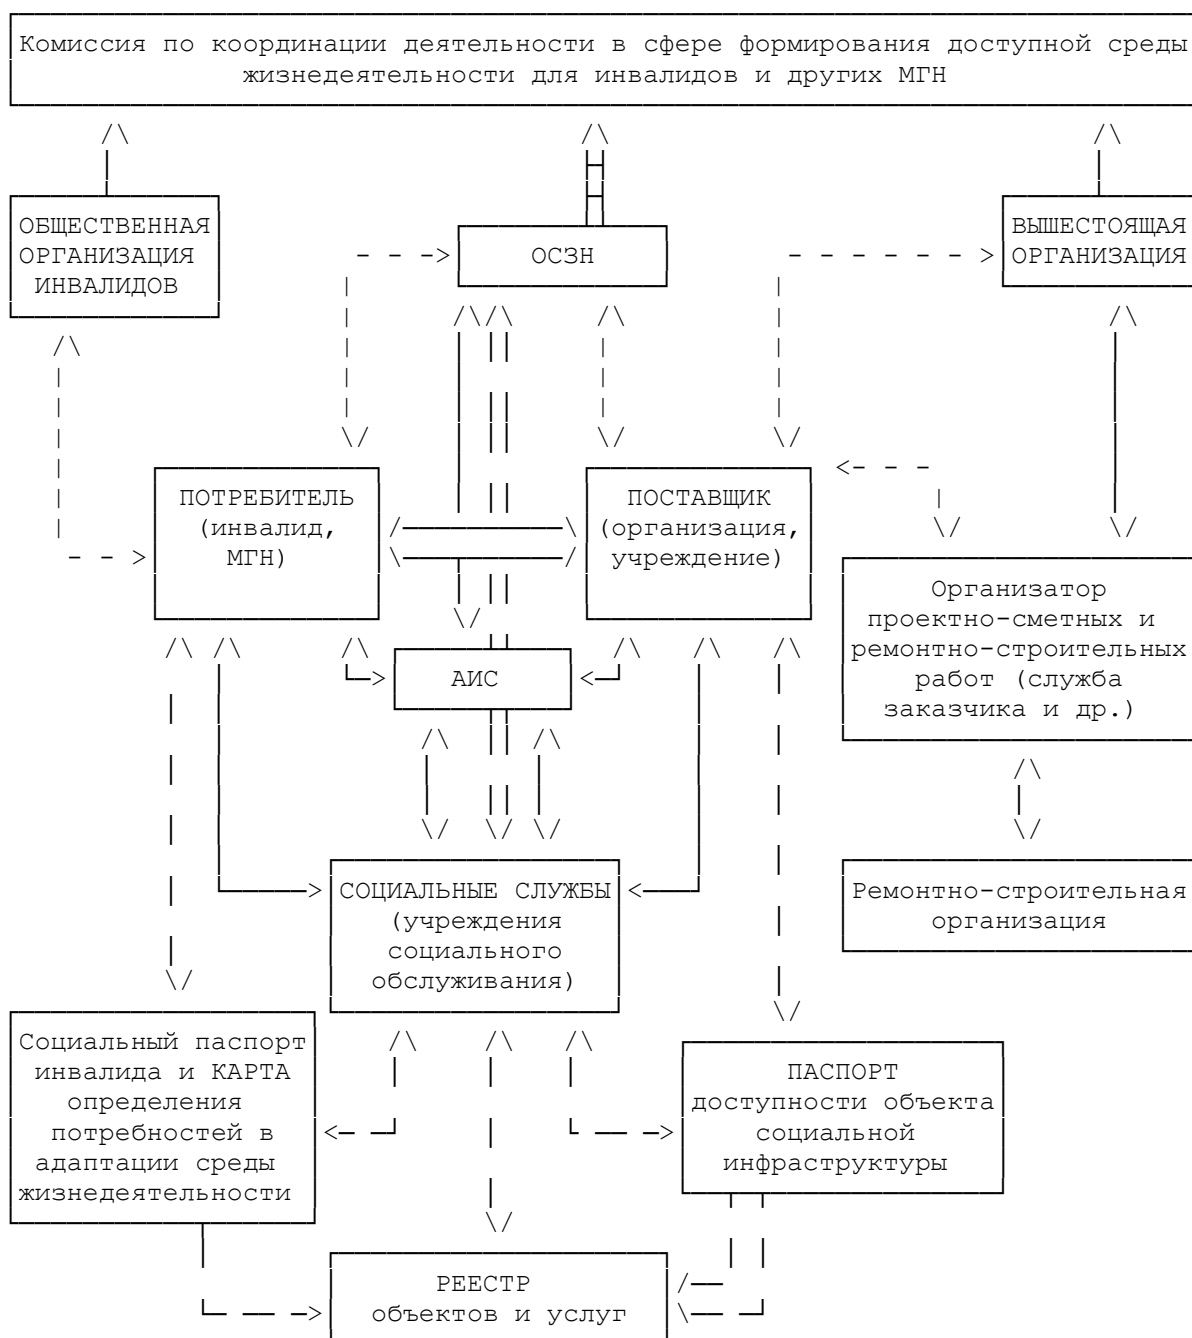 Комиссия по координации деятельности в сфере формирования доступной среды
жизнедеятельности для инвалидов и других МГН
ОБЩЕСТВЕННАЯ
ОРГАНИЗАЦИЯ
ИНВАЛИДОВ
ОСЗН
ВЫШЕСТОЯЩАЯ
ОРГАНИЗАЦИЯ
ПОТРЕБИТЕЛЬ
(инвалид,
МГН)
ПОСТАВЩИК
(организация,
учреждение)
Организатор
проектно-сметных и
ремонтно-строительных
работ (служба
заказчика и др.)
АИС
СОЦИАЛЬНЫЕ СЛУЖБЫ
(учреждения
социального
обслуживания)
Ремонтно-строительная
организация
Социальный паспорт
инвалида и КАРТА
определения
потребностей в
адаптации среды
жизнедеятельности
ПАСПОРТ
доступности объекта
социальной
инфраструктуры
РЕЕСТР
объектов и услуг